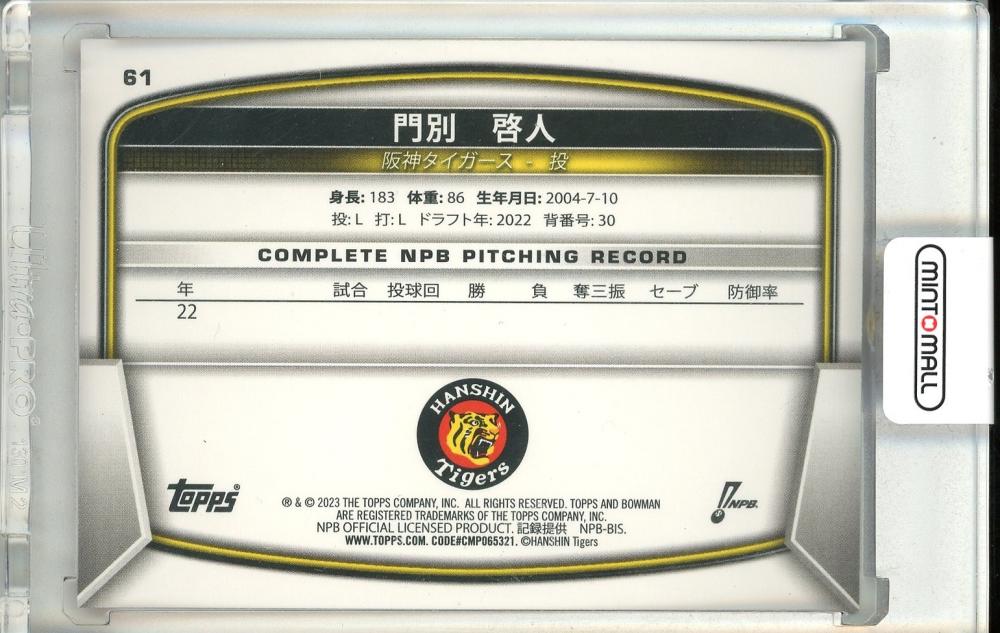 61
門別 啓人
阪神タイガース - 投
身長: 183 体重: 86 生年月日: 2004-7-10
投: L 打: L ドラフト年: 2022 背番号: 30
COMPLETE NPB PITCHING RECORD
年 試合 投球回 勝 負 奪三振 セーブ 防御率
22
HANSHIN
Tigers
TOPPS®
NPB.
® & © 2023 THE TOPPS COMPANY, INC. ALL RIGHTS RESERVED. TOPPS AND BOWMAN
ARE REGISTERED TRADEMARKS OF THE TOPPS COMPANY, INC.
NPB OFFICIAL LICENSED PRODUCT. 記録提供 NPB-BIS.
WWW.TOPPS.COM. CODE#CMP065321. ©HANSHIN Tigers
MINTOMALL
Ultra·PRO®